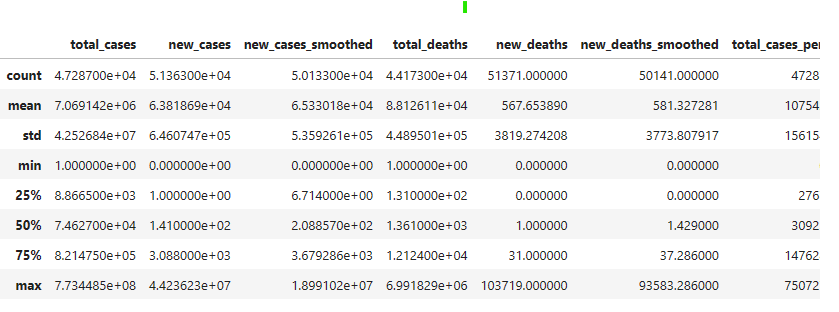 total_cases new_cases new_cases_smoothed total_deaths new_deaths new_deaths_smoothed total_cases_per
count 4.728700e+04 5.136300e+04 5.013300e+04 4.417300e+04 51371.000000 50141.000000 4728
mean 7.069142e+06 6.381869e+04 6.533018e+04 8.812611e+04 567.653890 581.327281 10754
std 4.252684e+07 6.460747e+05 5.359261e+05 4.489501e+05 3819.274208 3773.807917 15615
min 1.000000e+00 0.000000e+00 0.000000e+00 1.000000e+00 0.000000 0.000000
25% 8.866500e+03 1.000000e+00 6.714000e+00 1.310000e+02 0.000000 0.000000 276
50% 7.462700e+04 1.410000e+02 2.088570e+02 1.361000e+03 1.000000 1.429000 3092
75% 8.214750e+05 3.088000e+03 3.679286e+03 1.212400e+04 31.000000 37.286000 14762
max 7.734485e+08 4.423623e+07 1.899102e+07 6.991829e+06 103719.000000 93583.286000 75072